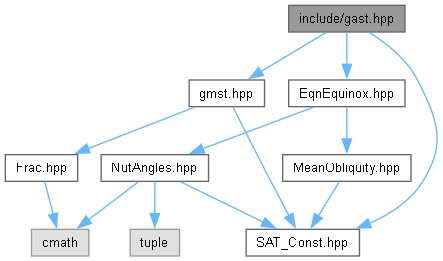 include/gast.hpp
gmst.hpp
EqnEquinox.hpp
Frac.hpp
NutAngles.hpp
MeanObliquity.hpp
cmath
tuple
SAT_Const.hpp